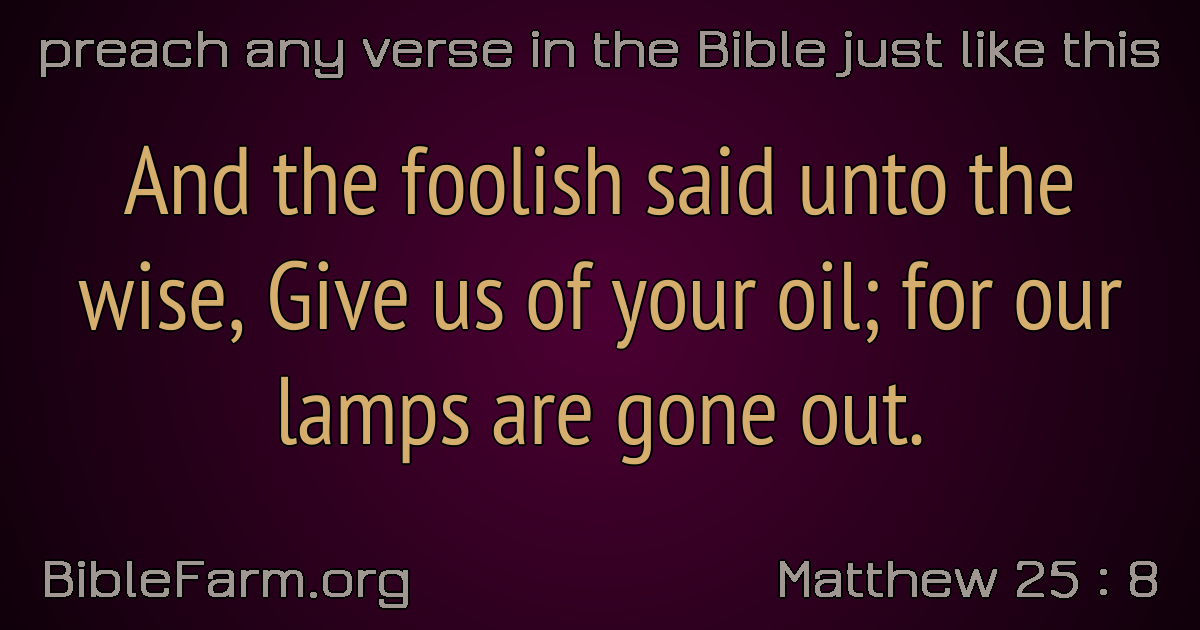 preach any verse in the Bible just like this
And the foolish said unto the
wise, Give us of your oil; for our
lamps are gone out.
BibleFarm.org
Matthew 25 : 8